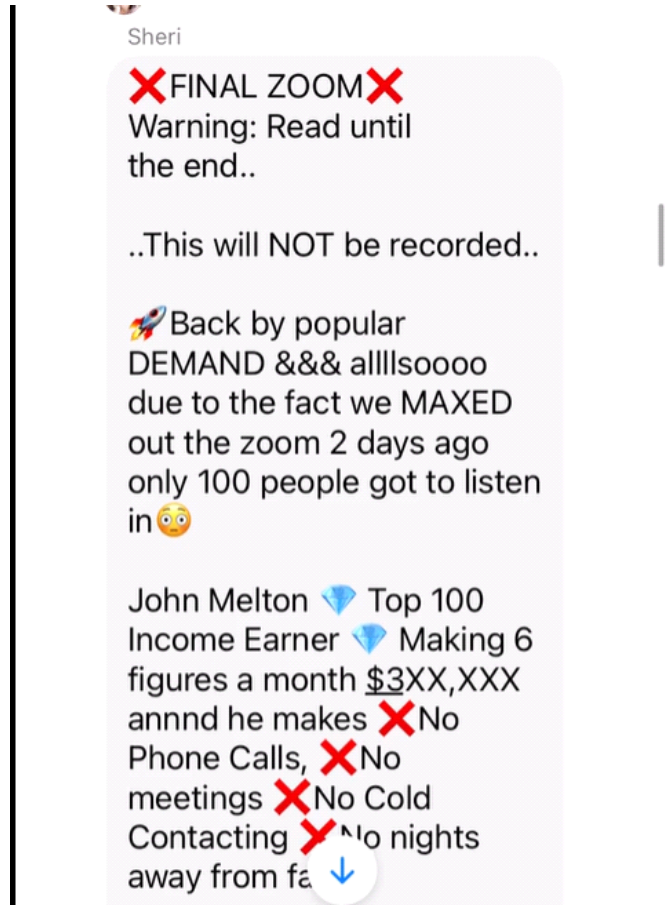 Sheri
❌FINAL ZOOM❌
Warning: Read until
the end..
..This will NOT be recorded..
🚀Back by popular
DEMAND &&& allllsoooo
due to the fact we MAXED
out the zoom 2 days ago
only 100 people got to listen
in😳
John Melton 💎 Top 100
Income Earner 💎 Making 6
figures a month $3XX,XXX
annnd he makes ❌No
Phone Calls, ❌No
meetings ❌No Cold
Contacting ❌No nights
away from